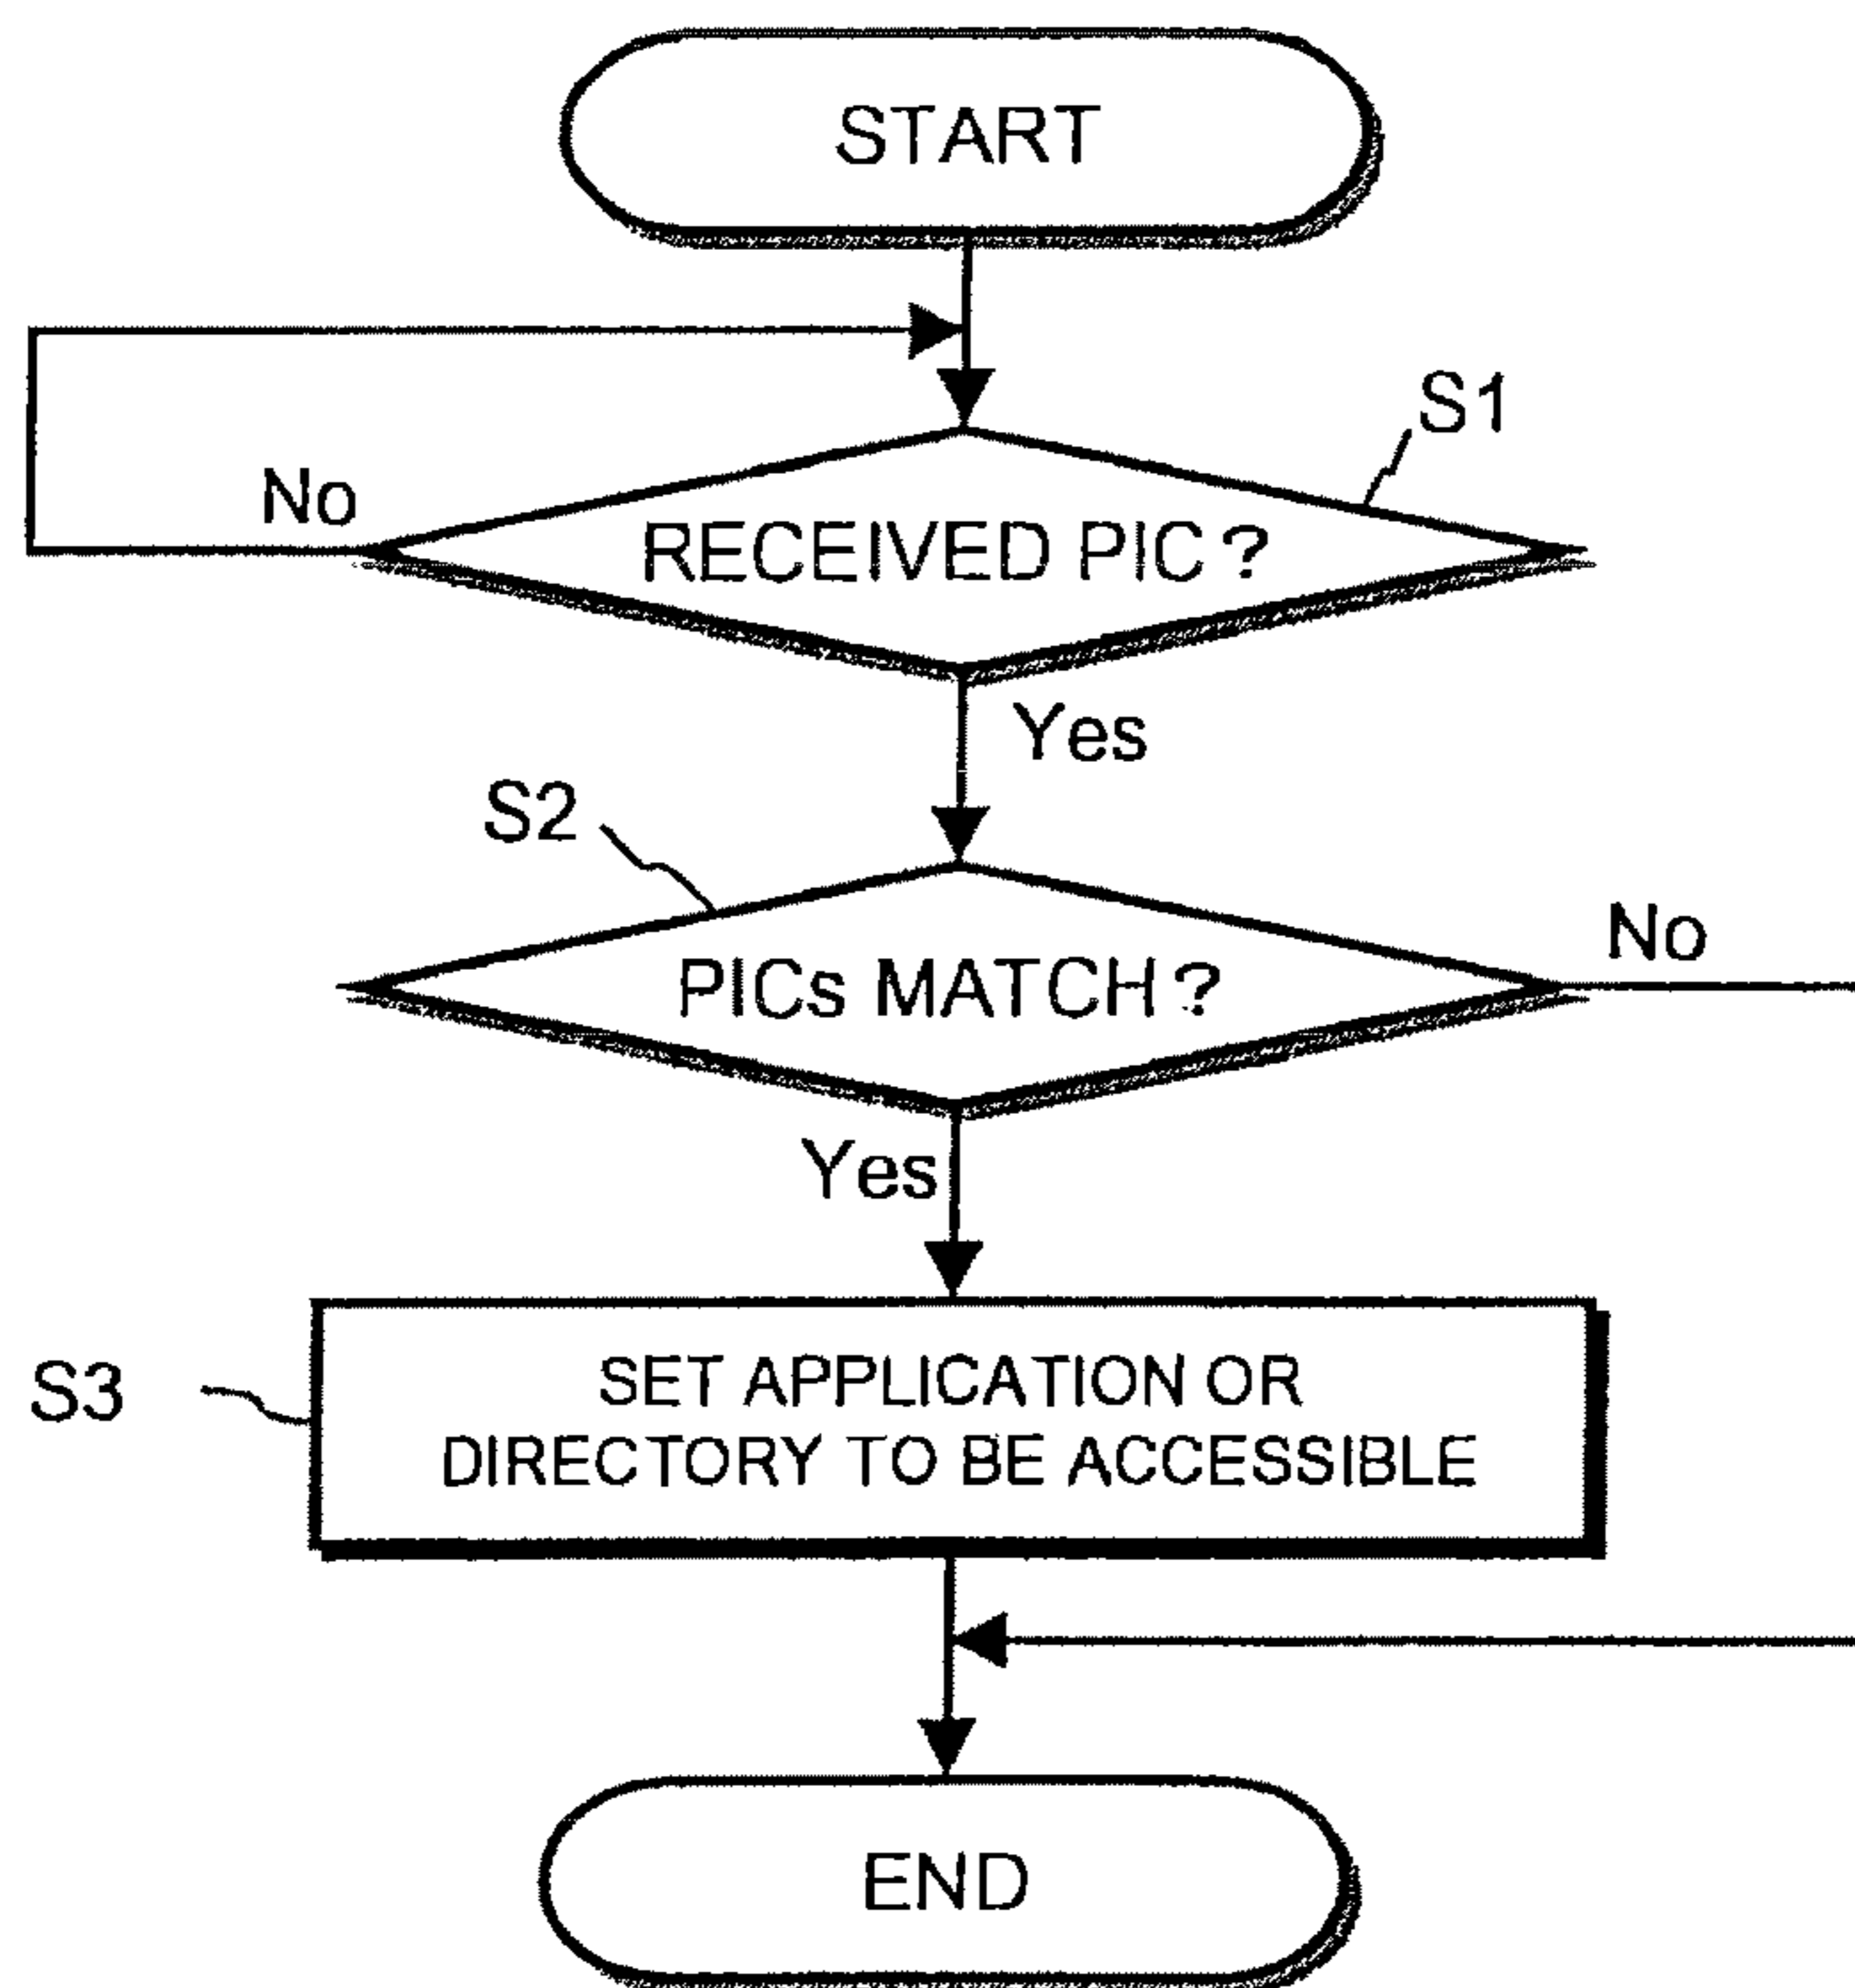 START
S1
No
RECEIVED PIC ?
Yes
S2
No
PICs MATCH ?
Yes
S3
SET APPLICATION OR
DIRECTORY TO BE ACCESSIBLE
END